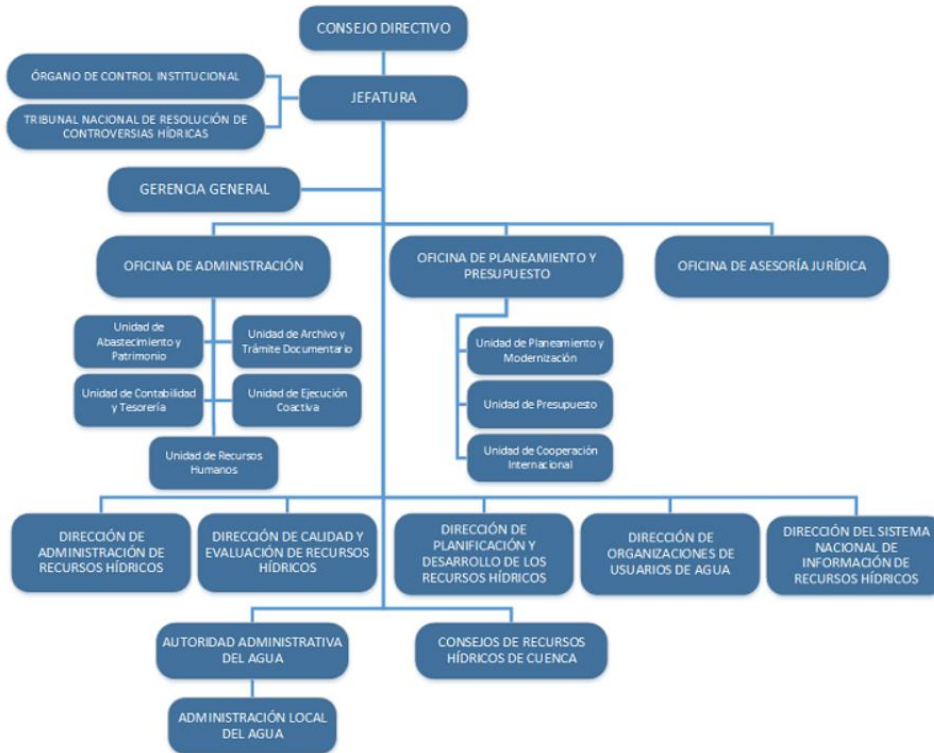 CONSEJO DIRECTIVO
ÓRGANO DE CONTROL INSTITUCIONAL
JEFATURA
TRIBUNAL NACIONAL DE RESOLUCIÓN DE
CONTROVERSIAS HÍDRICAS
GERENCIA GENERAL
OFICINA DE ADMINISTRACIÓN
OFICINA DE PLANEAMIENTO Y
PRESUPUESTO
OFICINA DE ASESORÍA JURÍDICA
Unidad de
Abastecimiento y
Patrimonio
Unidad de Archivo y
Trámite Documentario
Unidad de Contabilidad
y Tesorería
Unidad de Ejecución
Coactiva
Unidad de Recursos
Humanos
Unidad de Planeamiento y
Modernización
Unidad de Presupuesto
Unidad de Cooperación
Internacional
DIRECCIÓN DE
ADMINISTRACIÓN DE
RECURSOS HÍDRICOS
DIRECCIÓN DE CALIDAD Y
EVALUACIÓN DE RECURSOS
HÍDRICOS
DIRECCIÓN DE
PLANIFICACIÓN Y
DESARROLLO DE LOS
RECURSOS HÍDRICOS
DIRECCIÓN DE
ORGANIZACIONES DE
USUARIOS DE AGUA
DIRECCIÓN DEL SISTEMA
NACIONAL DE
INFORMACIÓN DE
RECURSOS HÍDRICOS
AUTORIDAD ADMINISTRATIVA
DEL AGUA
CONSEJOS DE RECURSOS
HÍDRICOS DE CUENCA
ADMINISTRACIÓN LOCAL
DEL AGUA